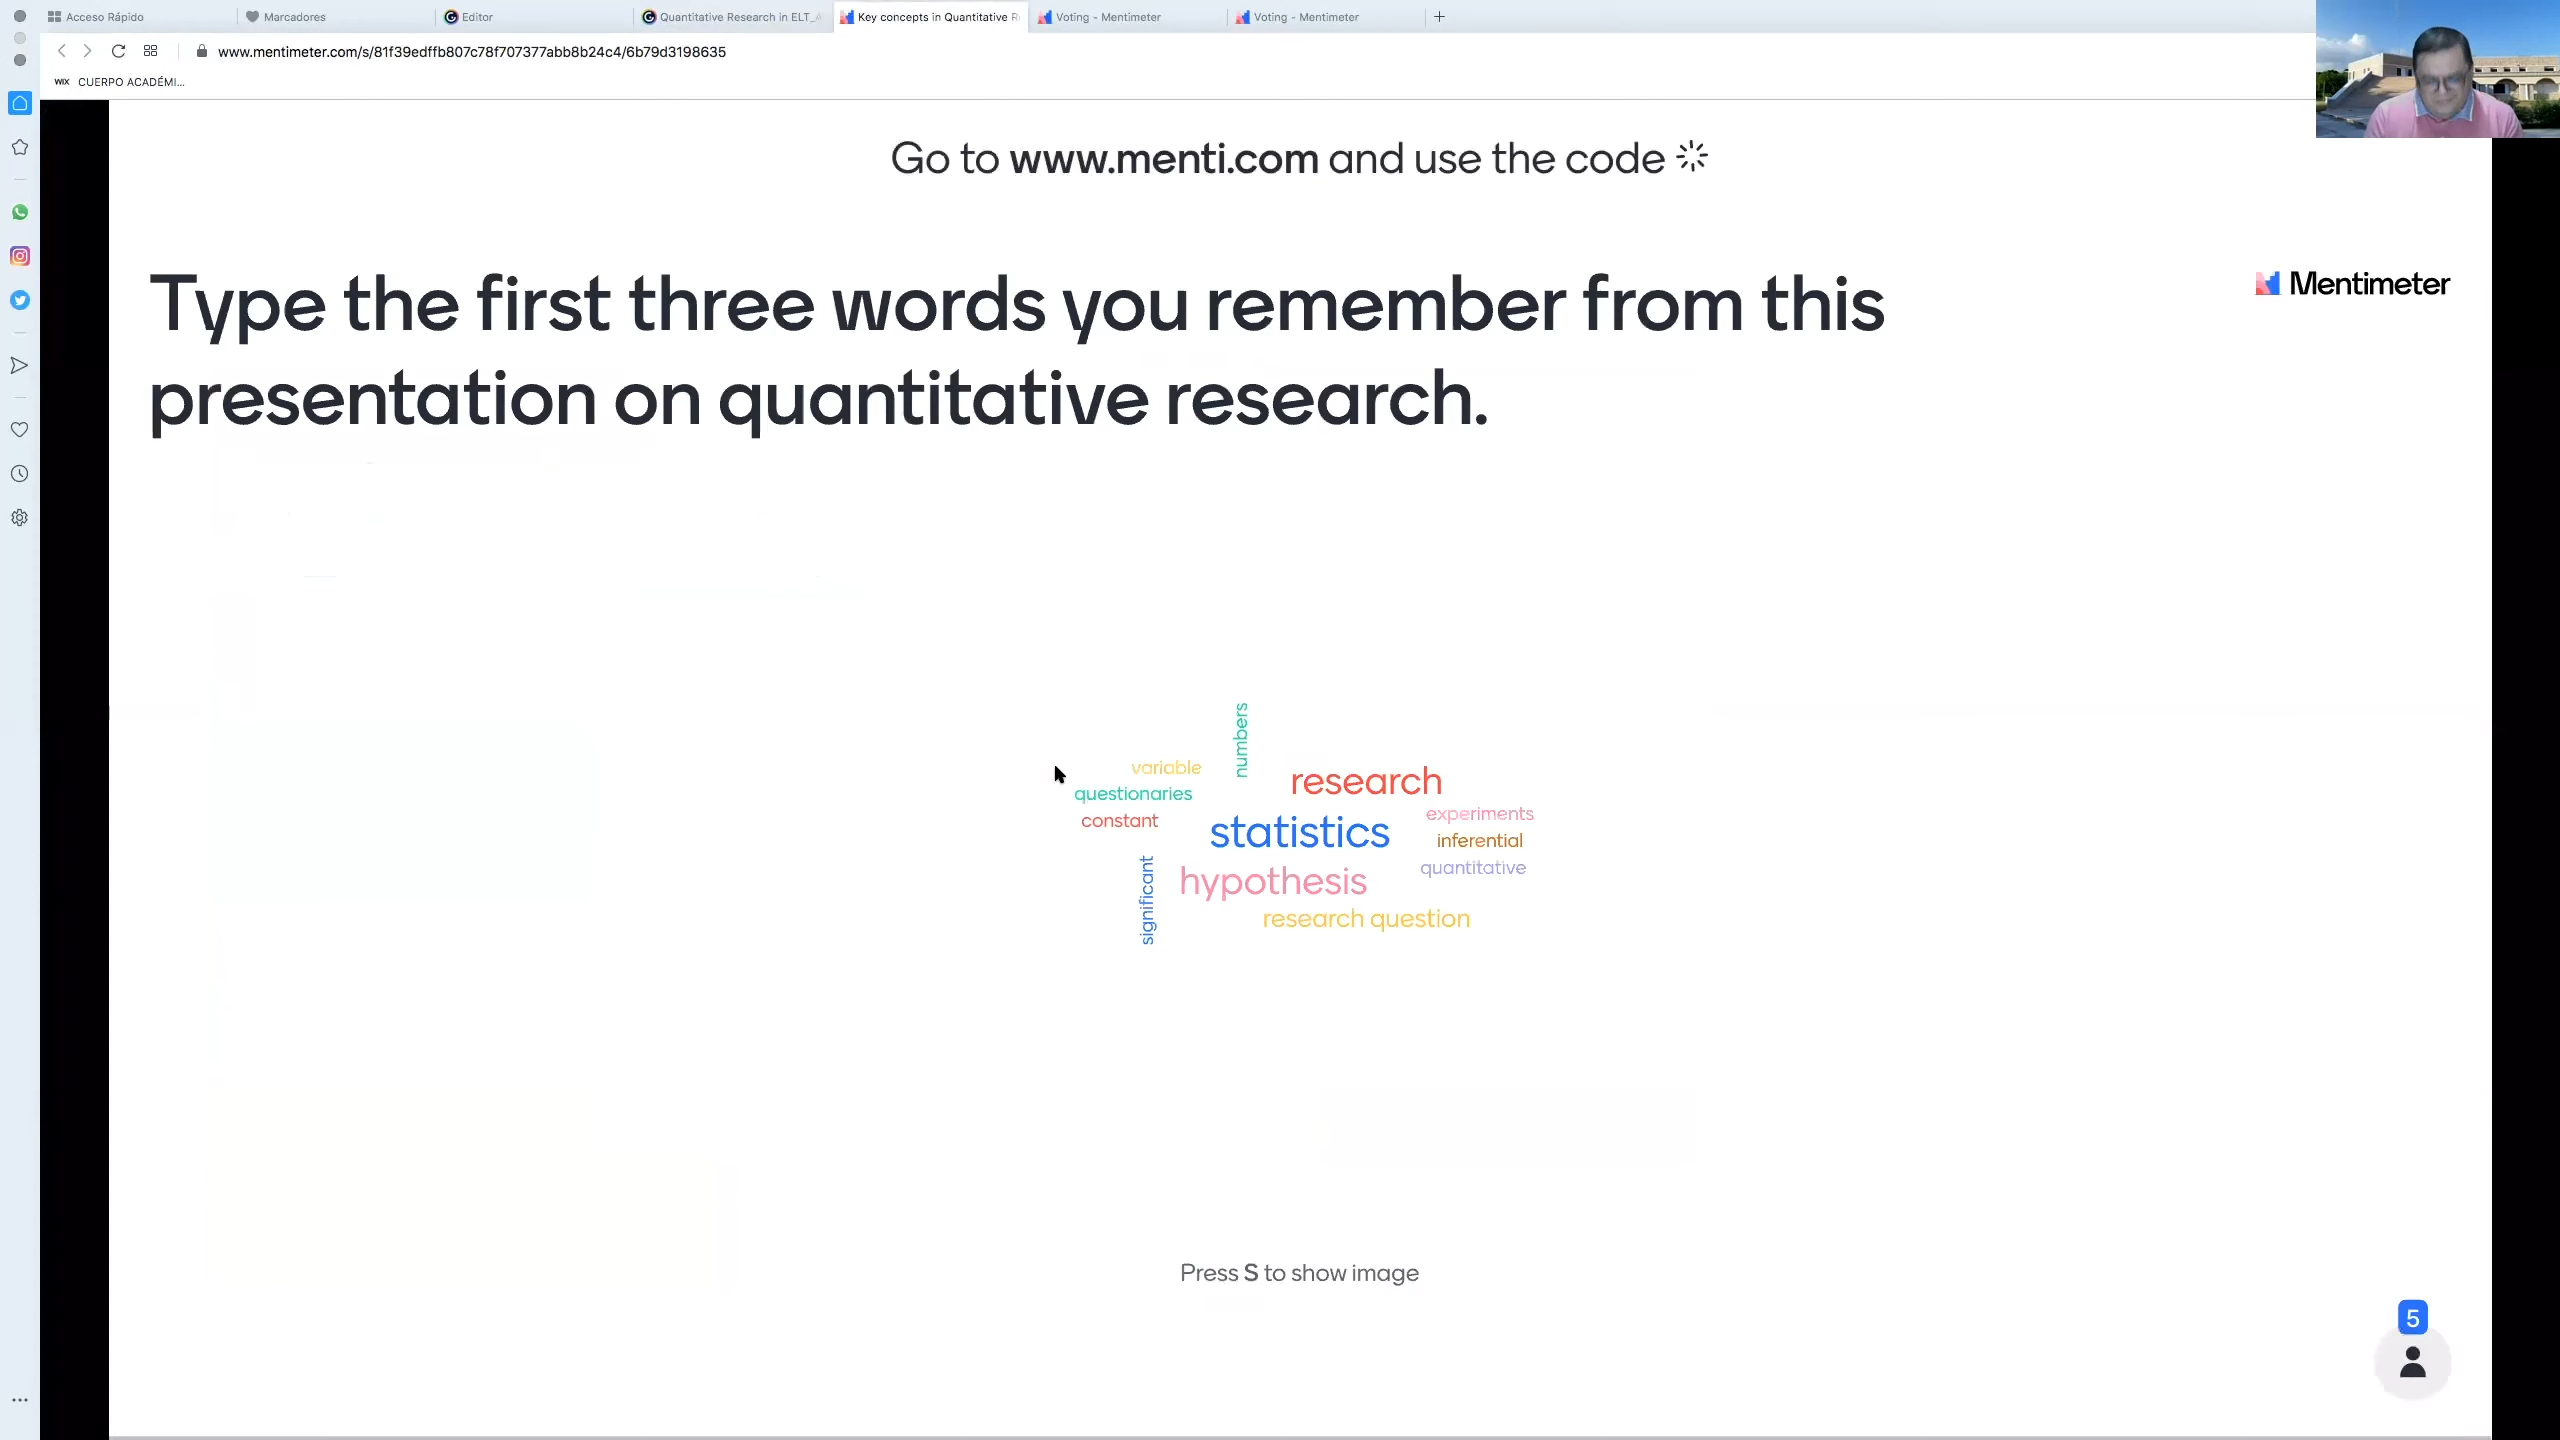 Acceso Rápido
Marcadores
Editor
Quantitative Research in ELT_
Key concepts in Quantitative R
Voting - Mentimeter
Voting - Mentimeter
www.mentimeter.com/s/81f39edffb807c78f707377abb8b24c4/6b79d3198635
WIX CUERPO ACADÉMI...
Go to www.menti.com and use the code
Type the first three words you remember from this
presentation on quantitative research.
Mentimeter
numbers
variable
research
questionaries
experiments
constant
statistics
inferential
quantitative
significant
hypothesis
research question
Press S to show image
5